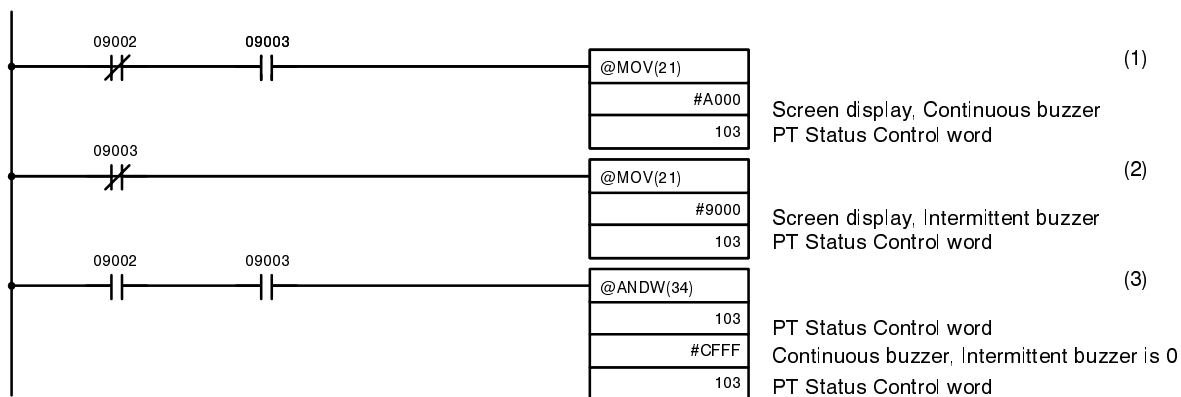 09002 09003 (1)
@MOV(21)
#A000 Screen display, Continuous buzzer
103 PT Status Control word
09003 (2)
@MOV(21)
#9000 Screen display, Intermittent buzzer
103 PT Status Control word
09002 09003 (3)
@ANDW(34)
103 PT Status Control word
#CFFF Continuous buzzer, Intermittent buzzer is 0
103 PT Status Control word